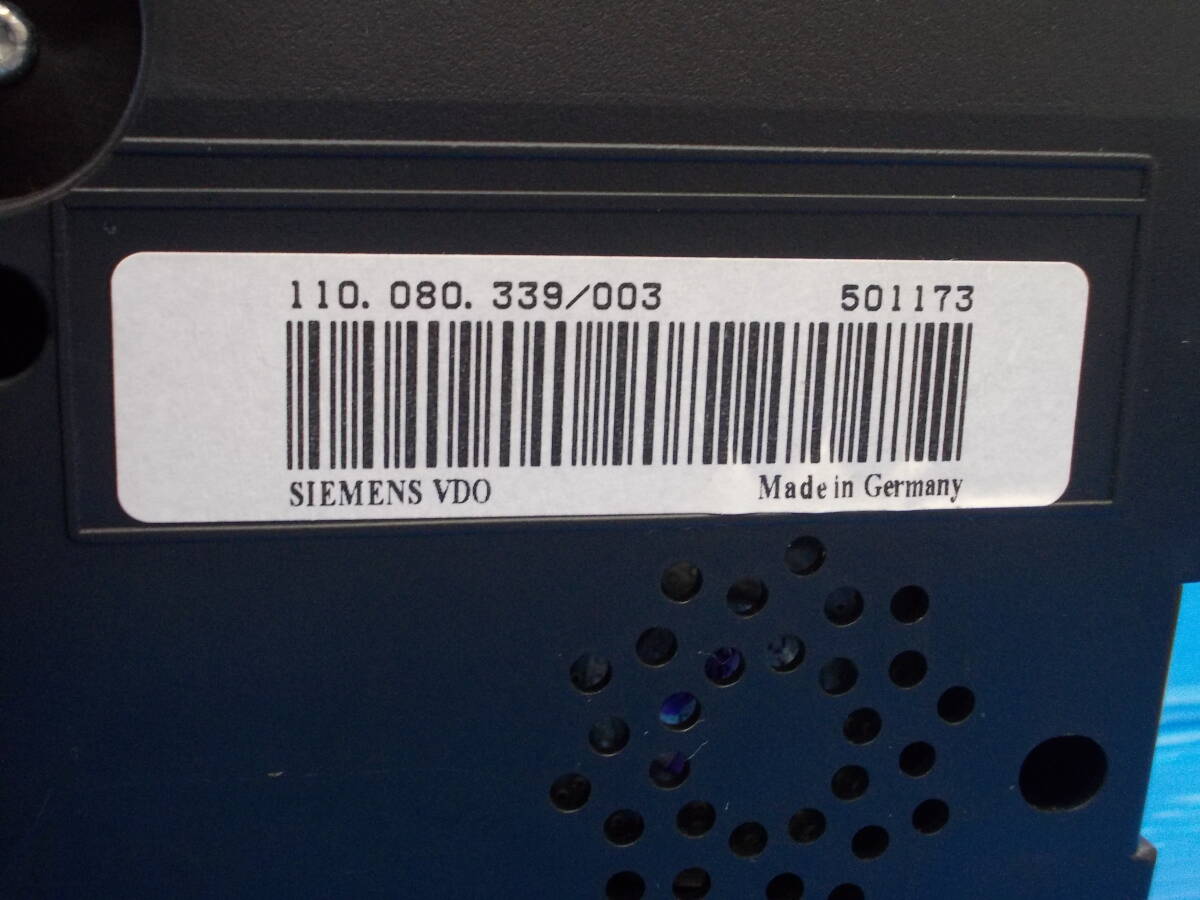 110. 080. 339/003 501173
SIEMENS VDO Made in Germany